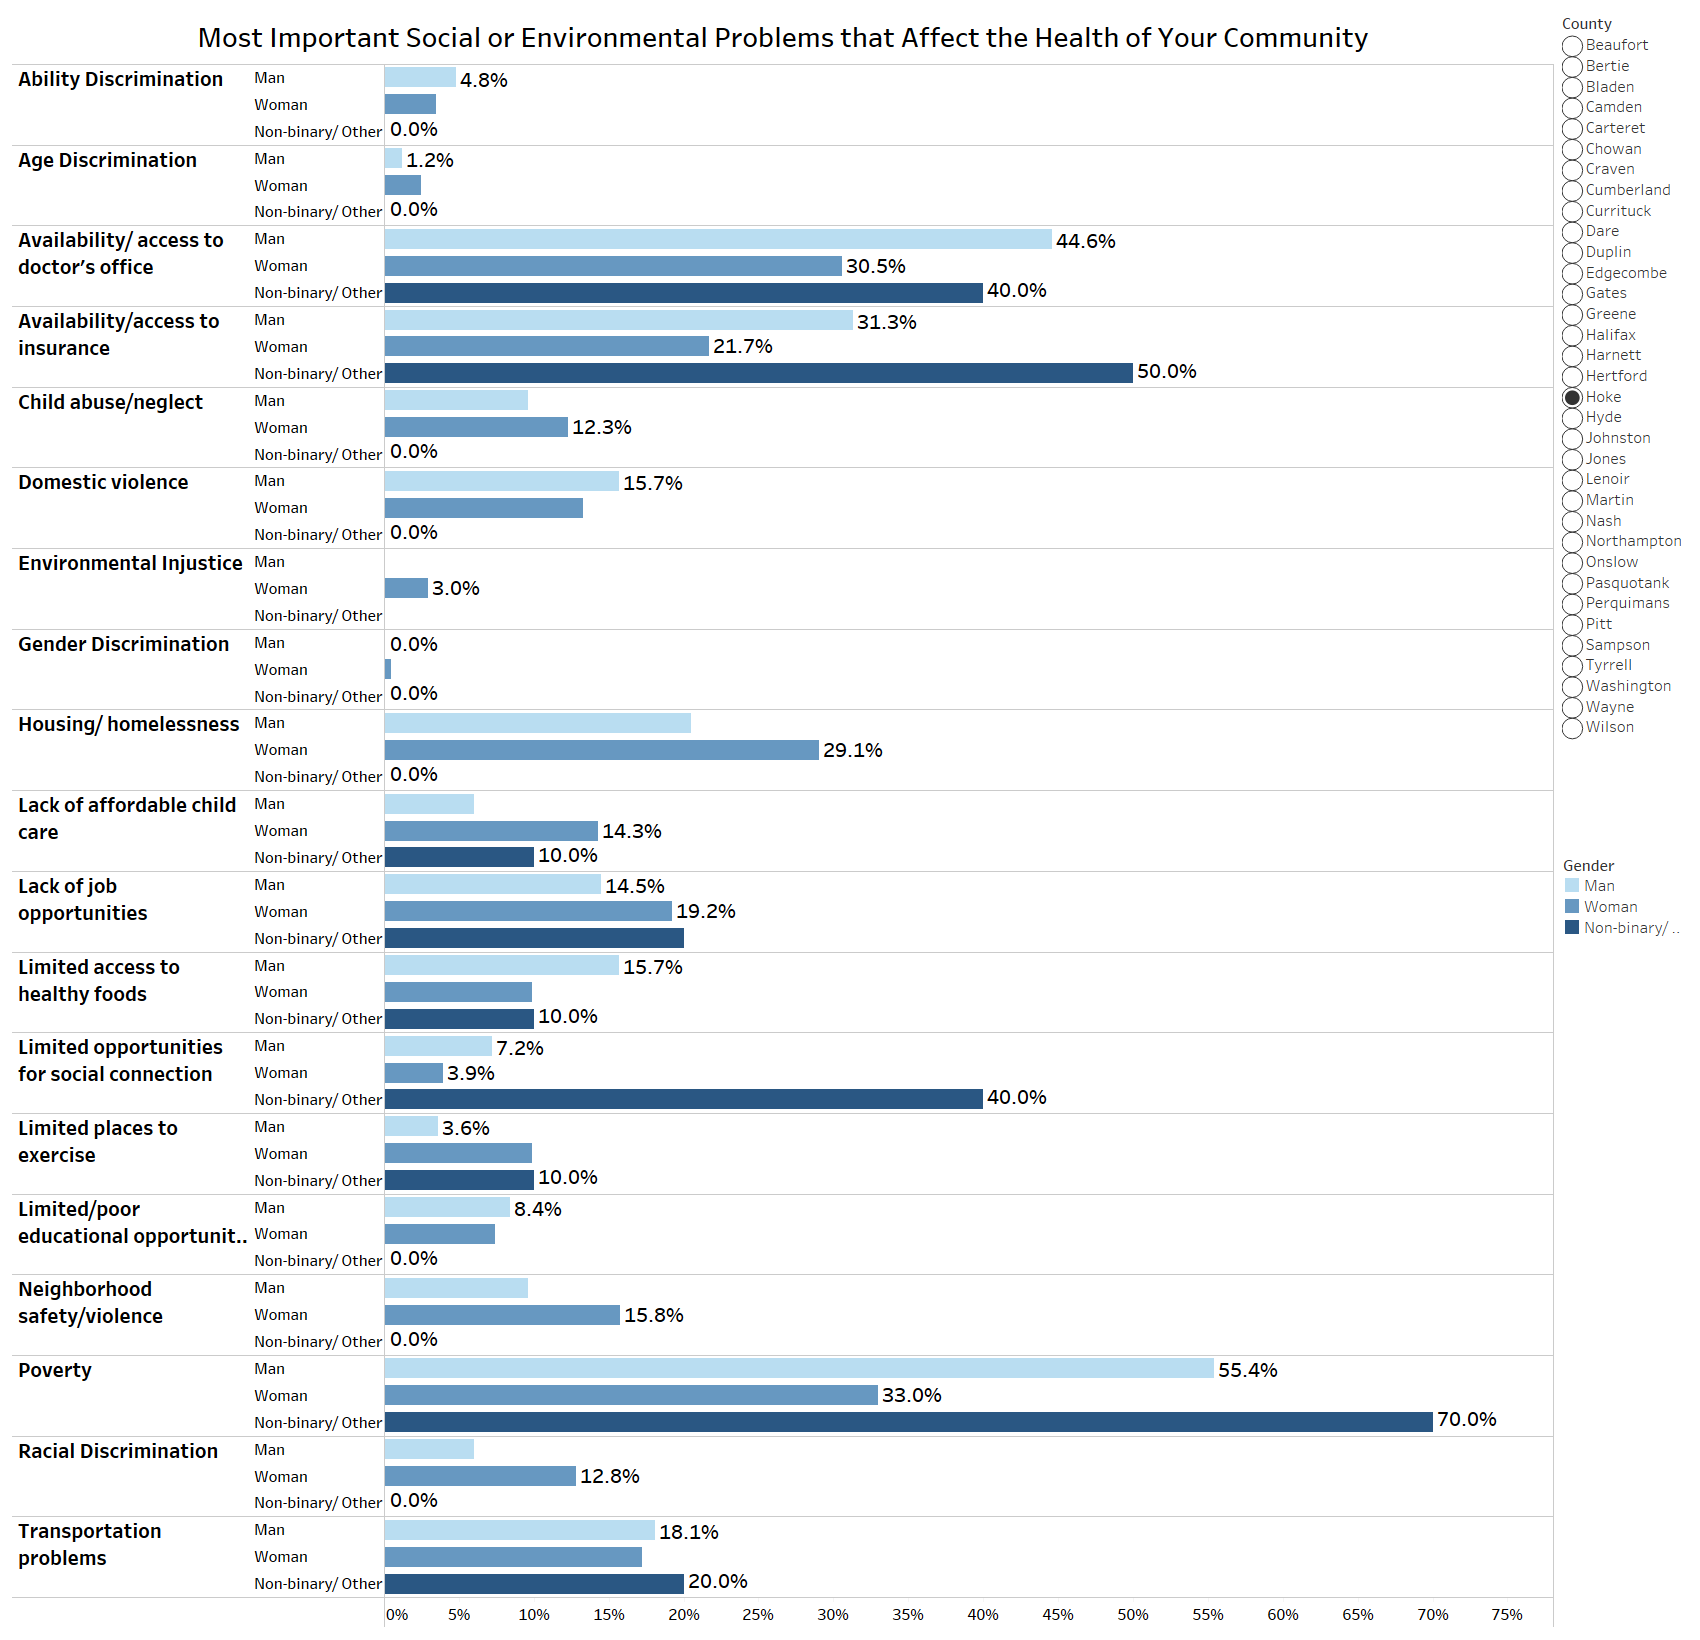 Most Important Social or Environmental Problems that Affect the Health of Your Community
Ability Discrimination
Man
4.8%
Woman
Non-binary/ Other
0.0%
Age Discrimination
Man
1.2%
Woman
Non-binary/ Other
0.0%
Availability/ access to
doctor's office
Man
44.6%
Woman
30.5%
Non-binary/ Other
40.0%
Availability/access to
insurance
Man
31.3%
Woman
21.7%
Non-binary/ Other
50.0%
Child abuse/neglect
Man
Woman
12.3%
Non-binary/ Other
0.0%
Domestic violence
Man
15.7%
Woman
Non-binary/ Other
0.0%
Environmental Injustice
Man
Woman
3.0%
Non-binary/ Other
Gender Discrimination
Man
0.0%
Woman
Non-binary/ Other
0.0%
Housing/ homelessness
Man
Woman
29.1%
Non-binary/ Other
0.0%
Lack of affordable child
care
Man
Woman
14.3%
Non-binary/ Other
10.0%
Lack of job
opportunities
Man
14.5%
Woman
19.2%
Non-binary/ Other
Limited access to
healthy foods
Man
15.7%
Woman
Non-binary/ Other
10.0%
Limited opportunities
for social connection
Man
7.2%
Woman
3.9%
Non-binary/ Other
40.0%
Limited places to
exercise
Man
3.6%
Woman
Non-binary/ Other
10.0%
Limited/poor
educational opportunit..
Man
8.4%
Woman
Non-binary/ Other
0.0%
Neighborhood
safety/violence
Man
Woman
15.8%
Non-binary/ Other
0.0%
Poverty
Man
55.4%
Woman
33.0%
Non-binary/ Other
70.0%
Racial Discrimination
Man
Woman
12.8%
Non-binary/ Other
0.0%
Transportation
problems
Man
18.1%
Woman
Non-binary/ Other
20.0%
0% 5% 10% 15% 20% 25% 30% 35% 40% 45% 50% 55% 60% 65% 70% 75%
County
Beaufort
Bertie
Bladen
Camden
Carteret
Chowan
Craven
Cumberland
Currituck
Dare
Duplin
Edgecombe
Gates
Greene
Halifax
Harnett
Hertford
Hoke
Hyde
Johnston
Jones
Lenoir
Martin
Nash
Northampton
Onslow
Pasquotank
Perquimans
Pitt
Sampson
Tyrrell
Washington
Wayne
Wilson
Gender
Man
Woman
Non-binary/ ..